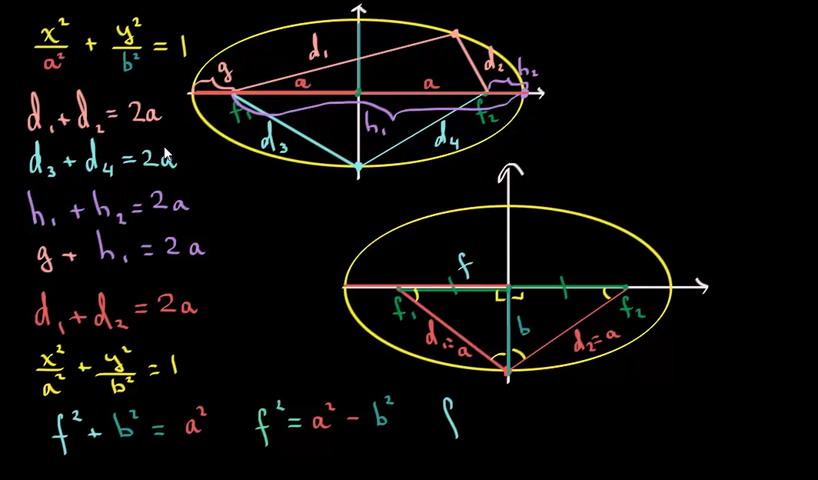 x²/a² + y²/b² = 1
d₁ + d₂ = 2a
d₃ + d₄ = 2a
h₁ + h₂ = 2a
g + h₁ = 2a
d₁ + d₂ = 2a
x²/a² + y²/b² = 1
f² + b² = a²
f² = a² - b²
f
g
d₁
d₂
h₂
a
a
f₁
f₂
h₁
d₃
d₄
f
f₁
f₂
b
d₁=a
d₂=a